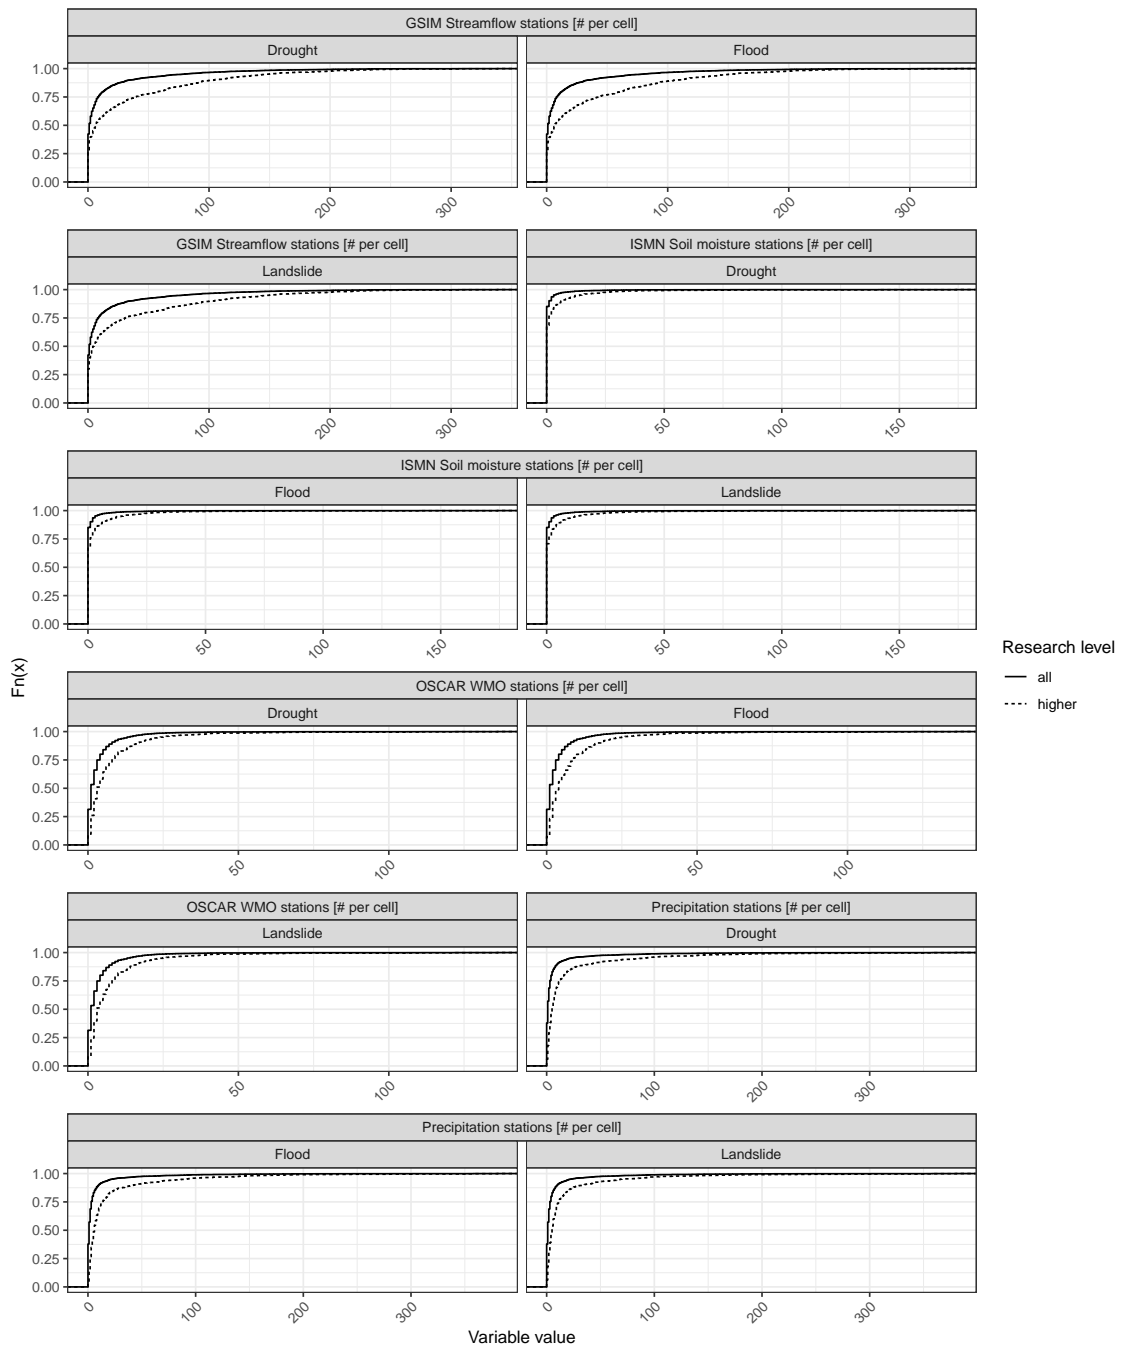 GSIM Streamflow stations [# per cell]
Drought Flood
1.00
0.75
0.50
0.25
0.00
0 100 200 300 0 100 200 300
GSIM Streamflow stations [# per cell] ISMN Soil moisture stations [# per cell]
Landslide Drought
1.00
0.75
0.50
0.25
0.00
0 100 200 300 0 50 100 150
ISMN Soil moisture stations [# per cell]
Flood Landslide
1.00
0.75
0.50
0.25
0.00
0 50 100 150 0 50 100 150
Fn(x)
Research level
all
higher
OSCAR WMO stations [# per cell]
Drought Flood
1.00
0.75
0.50
0.25
0.00
0 50 100 0 50 100
OSCAR WMO stations [# per cell] Precipitation stations [# per cell]
Landslide Drought
1.00
0.75
0.50
0.25
0.00
0 50 100 0 100 200 300
Precipitation stations [# per cell]
Flood Landslide
1.00
0.75
0.50
0.25
0.00
0 100 200 300 0 100 200 300
Variable value